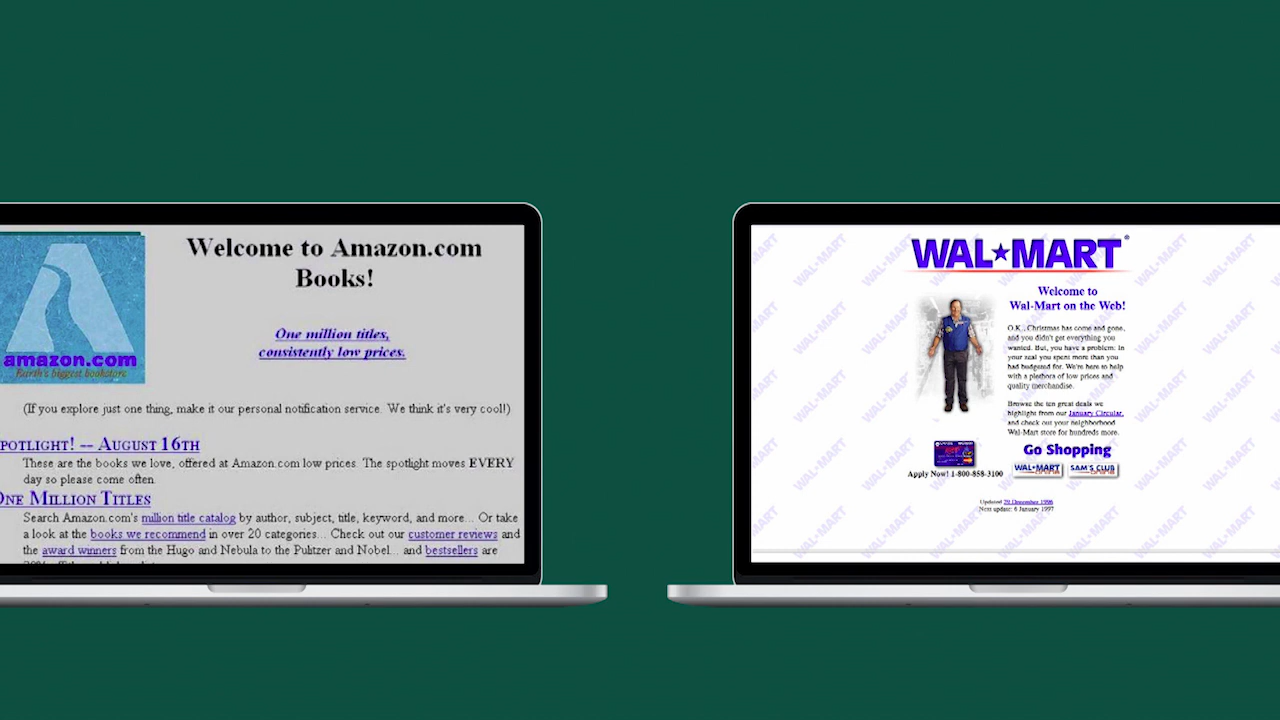 Welcome to Amazon.com
Books!
One million titles,
consistently low prices.
amazon.com
Earth's biggest bookstore
(If you explore just one thing, make it our personal notification service. We think it's very cool!)
SPOTLIGHT! -- AUGUST 16TH
These are the books we love, offered at Amazon.com low prices. The spotlight moves EVERY
day so please come often.
ONE MILLION TITLES
Search Amazon.com's million title catalog by author, subject, title, keyword, and more... Or take
a look at the books we recommend in over 20 categories... Check out our customer reviews and
the award winners from the Hugo and Nebula to the Pulitzer and Nobel... and bestsellers are
WAL★MART®
Welcome to
Wal-Mart on the Web!
O.K., Christmas has come and gone,
and you didn't get everything you
wanted. But, you have a problem: In
your zeal you spent more than you
had budgeted for. We're here to help
with a plethora of low prices and
quality merchandise.
Browse the ten great deals we
highlight from our January Circular,
and check out your neighborhood
Wal-Mart store for hundreds more.
Go Shopping
WAL★MART online
SAM'S CLUB online
Apply Now! 1-800-858-3100
Updated 29 December 1996
Next update: 6 January 1997